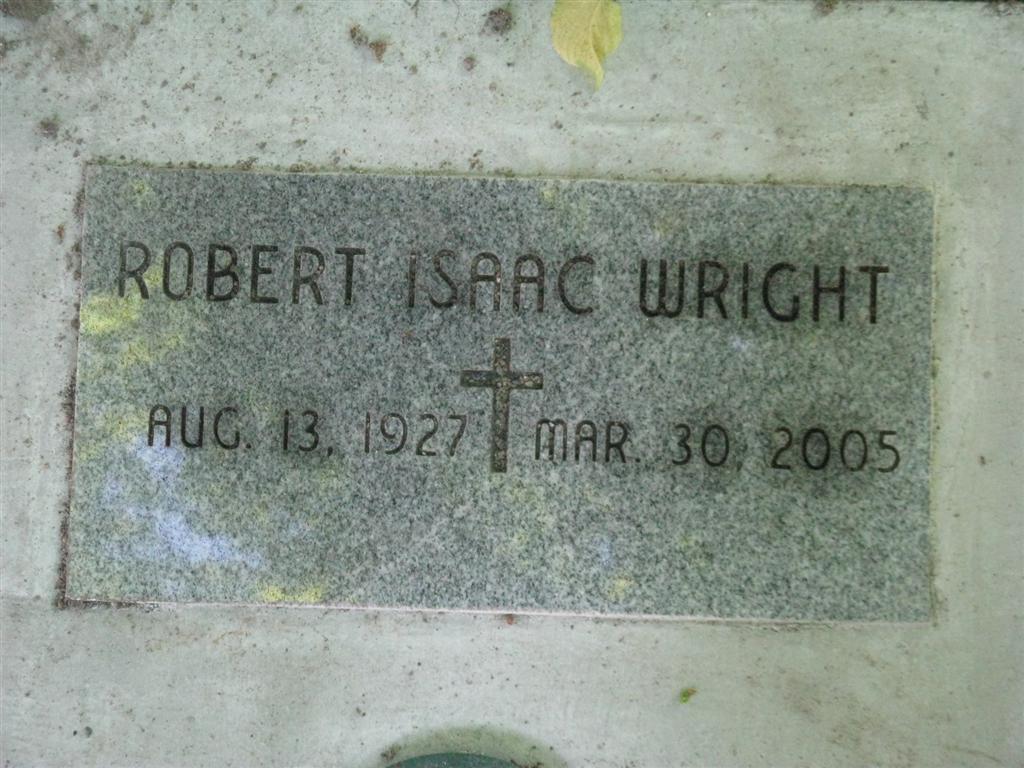 ROBERT ISAAC WRIGHT
AUG. 13, 1927 MAR. 30, 2005